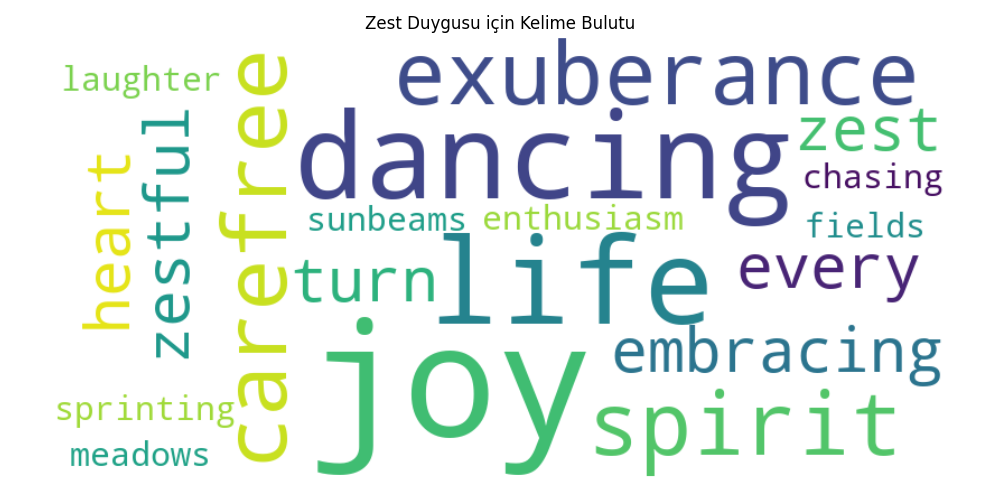 Zest Duygusu için Kelime Bulutu
laughter
exuberance
carefree
dancing
zest
zestful
heart
chasing
sunbeams
enthusiasm
fields
life
turn
every
joy
embracing
spirit
sprinting
meadows